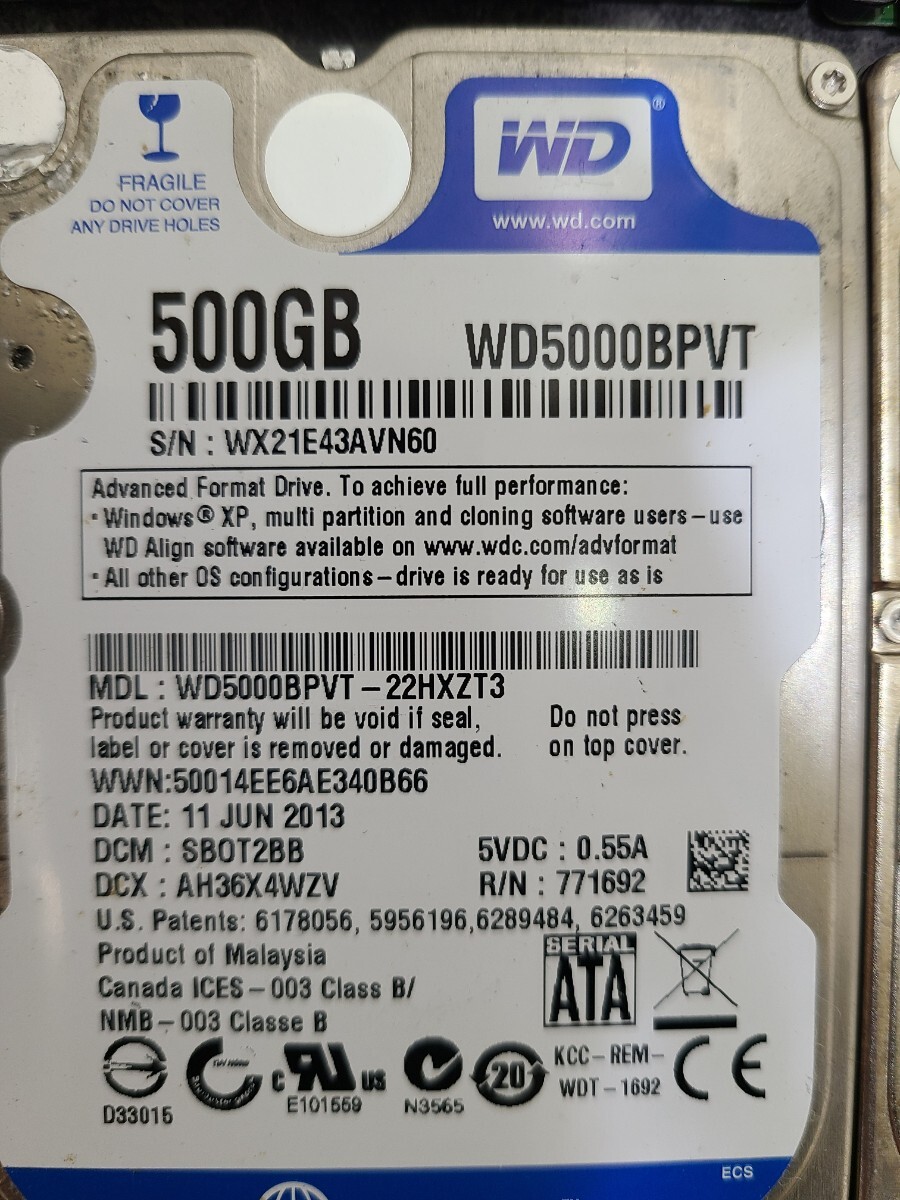 FRAGILE
DO NOT COVER
ANY DRIVE HOLES
WD®
www.wd.com
500GB WD5000BPVT
S/N : WX21E43AVN60
Advanced Format Drive. To achieve full performance:
· Windows® XP, multi partition and cloning software users – use
WD Align software available on www.wdc.com/advformat
· All other OS configurations – drive is ready for use as is
MDL : WD5000BPVT – 22HXZT3
Product warranty will be void if seal,
label or cover is removed or damaged.
Do not press
on top cover.
WWN:50014EE6AE340B66
DATE: 11 JUN 2013
DCM : SBOT2BB 5VDC : 0.55A
DCX : AH36X4WZV R/N : 771692
U.S. Patents: 6178056, 5956196,6289484, 6263459
Product of Malaysia
Canada ICES – 003 Class B/
NMB – 003 Classe B
SERIAL
ATA
D33015
c UR us
E101559
N3565
20
KCC – REM –
WDT – 1692
CE
ECS